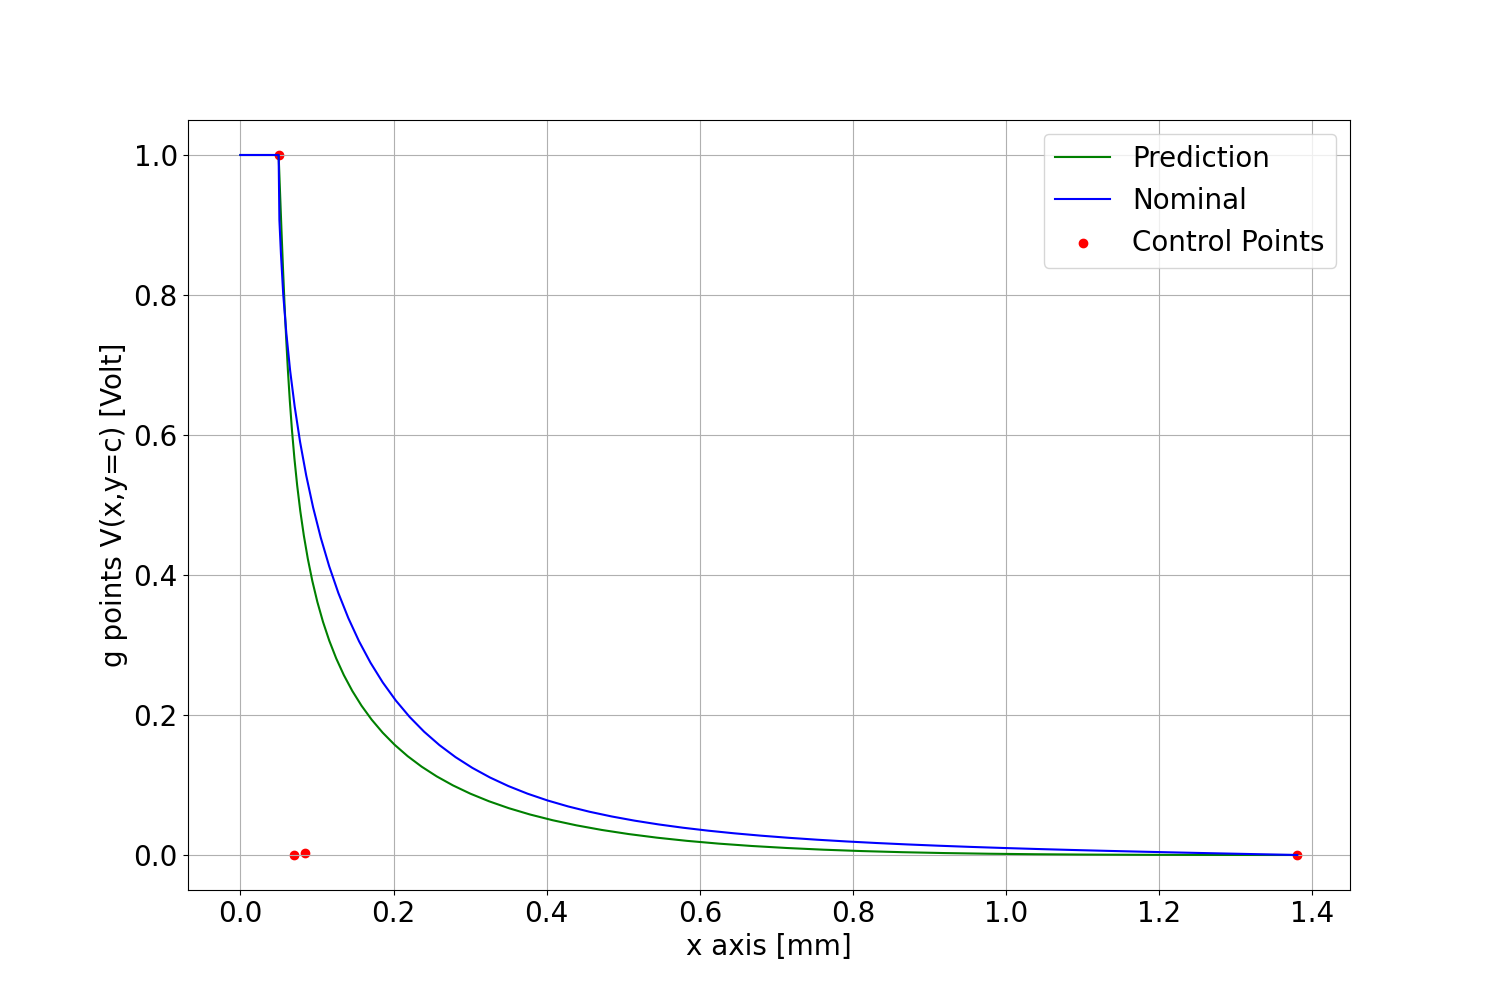 Prediction
Nominal
Control Points
g points V(x,y=c) [Volt]
1.0
0.8
0.6
0.4
0.2
0.0
0.0 0.2 0.4 0.6 0.8 1.0 1.2 1.4
x axis [mm]